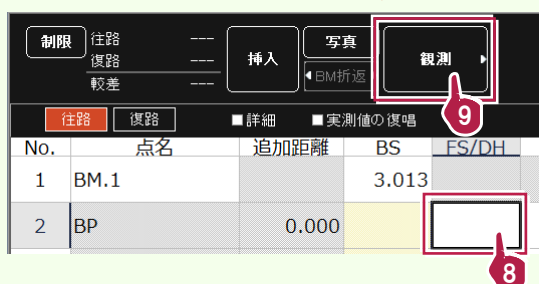 制限 往路 ---
復路 ---
較差 ---
挿入
写真
BM折返
観測
9
往路 復路 ■詳細 ■実測値の復唱
No. 点名 追加距離 BS FS/DH
1 BM.1 3.013
2 BP 0.000
8